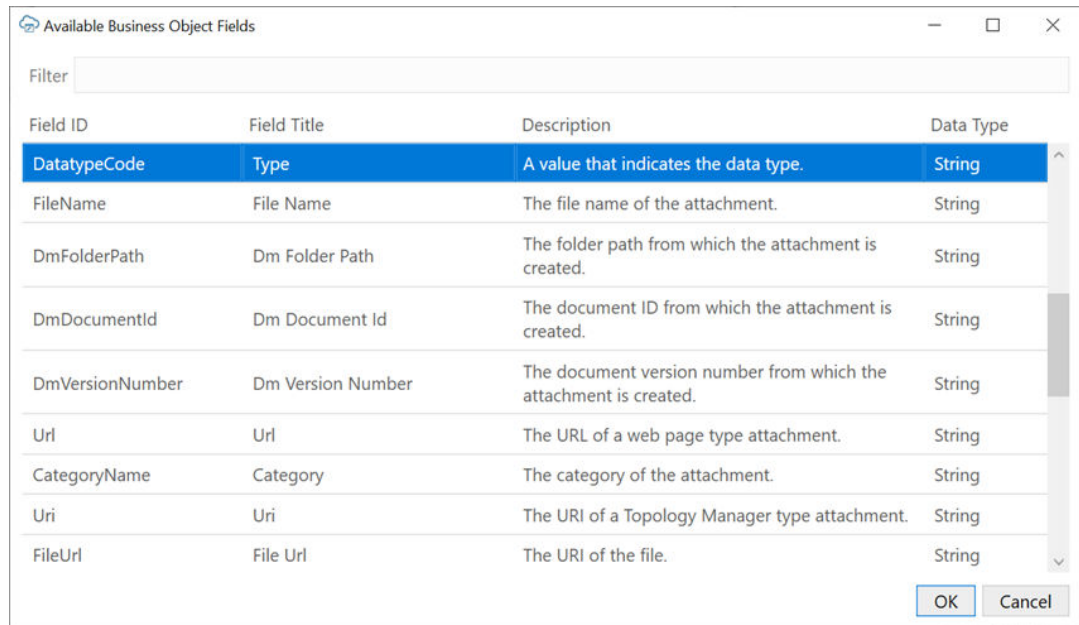 Available Business Object Fields
Filter
Field ID Field Title Description Data Type
DatatypeCode Type A value that indicates the data type. String
FileName File Name The file name of the attachment. String
DmFolderPath Dm Folder Path The folder path from which the attachment is created. String
DmDocumentId Dm Document Id The document ID from which the attachment is created. String
DmVersionNumber Dm Version Number The document version number from which the attachment is created. String
Url Url The URL of a web page type attachment. String
CategoryName Category The category of the attachment. String
Uri Uri The URI of a Topology Manager type attachment. String
FileUrl File Url The URI of the file. String
OK Cancel